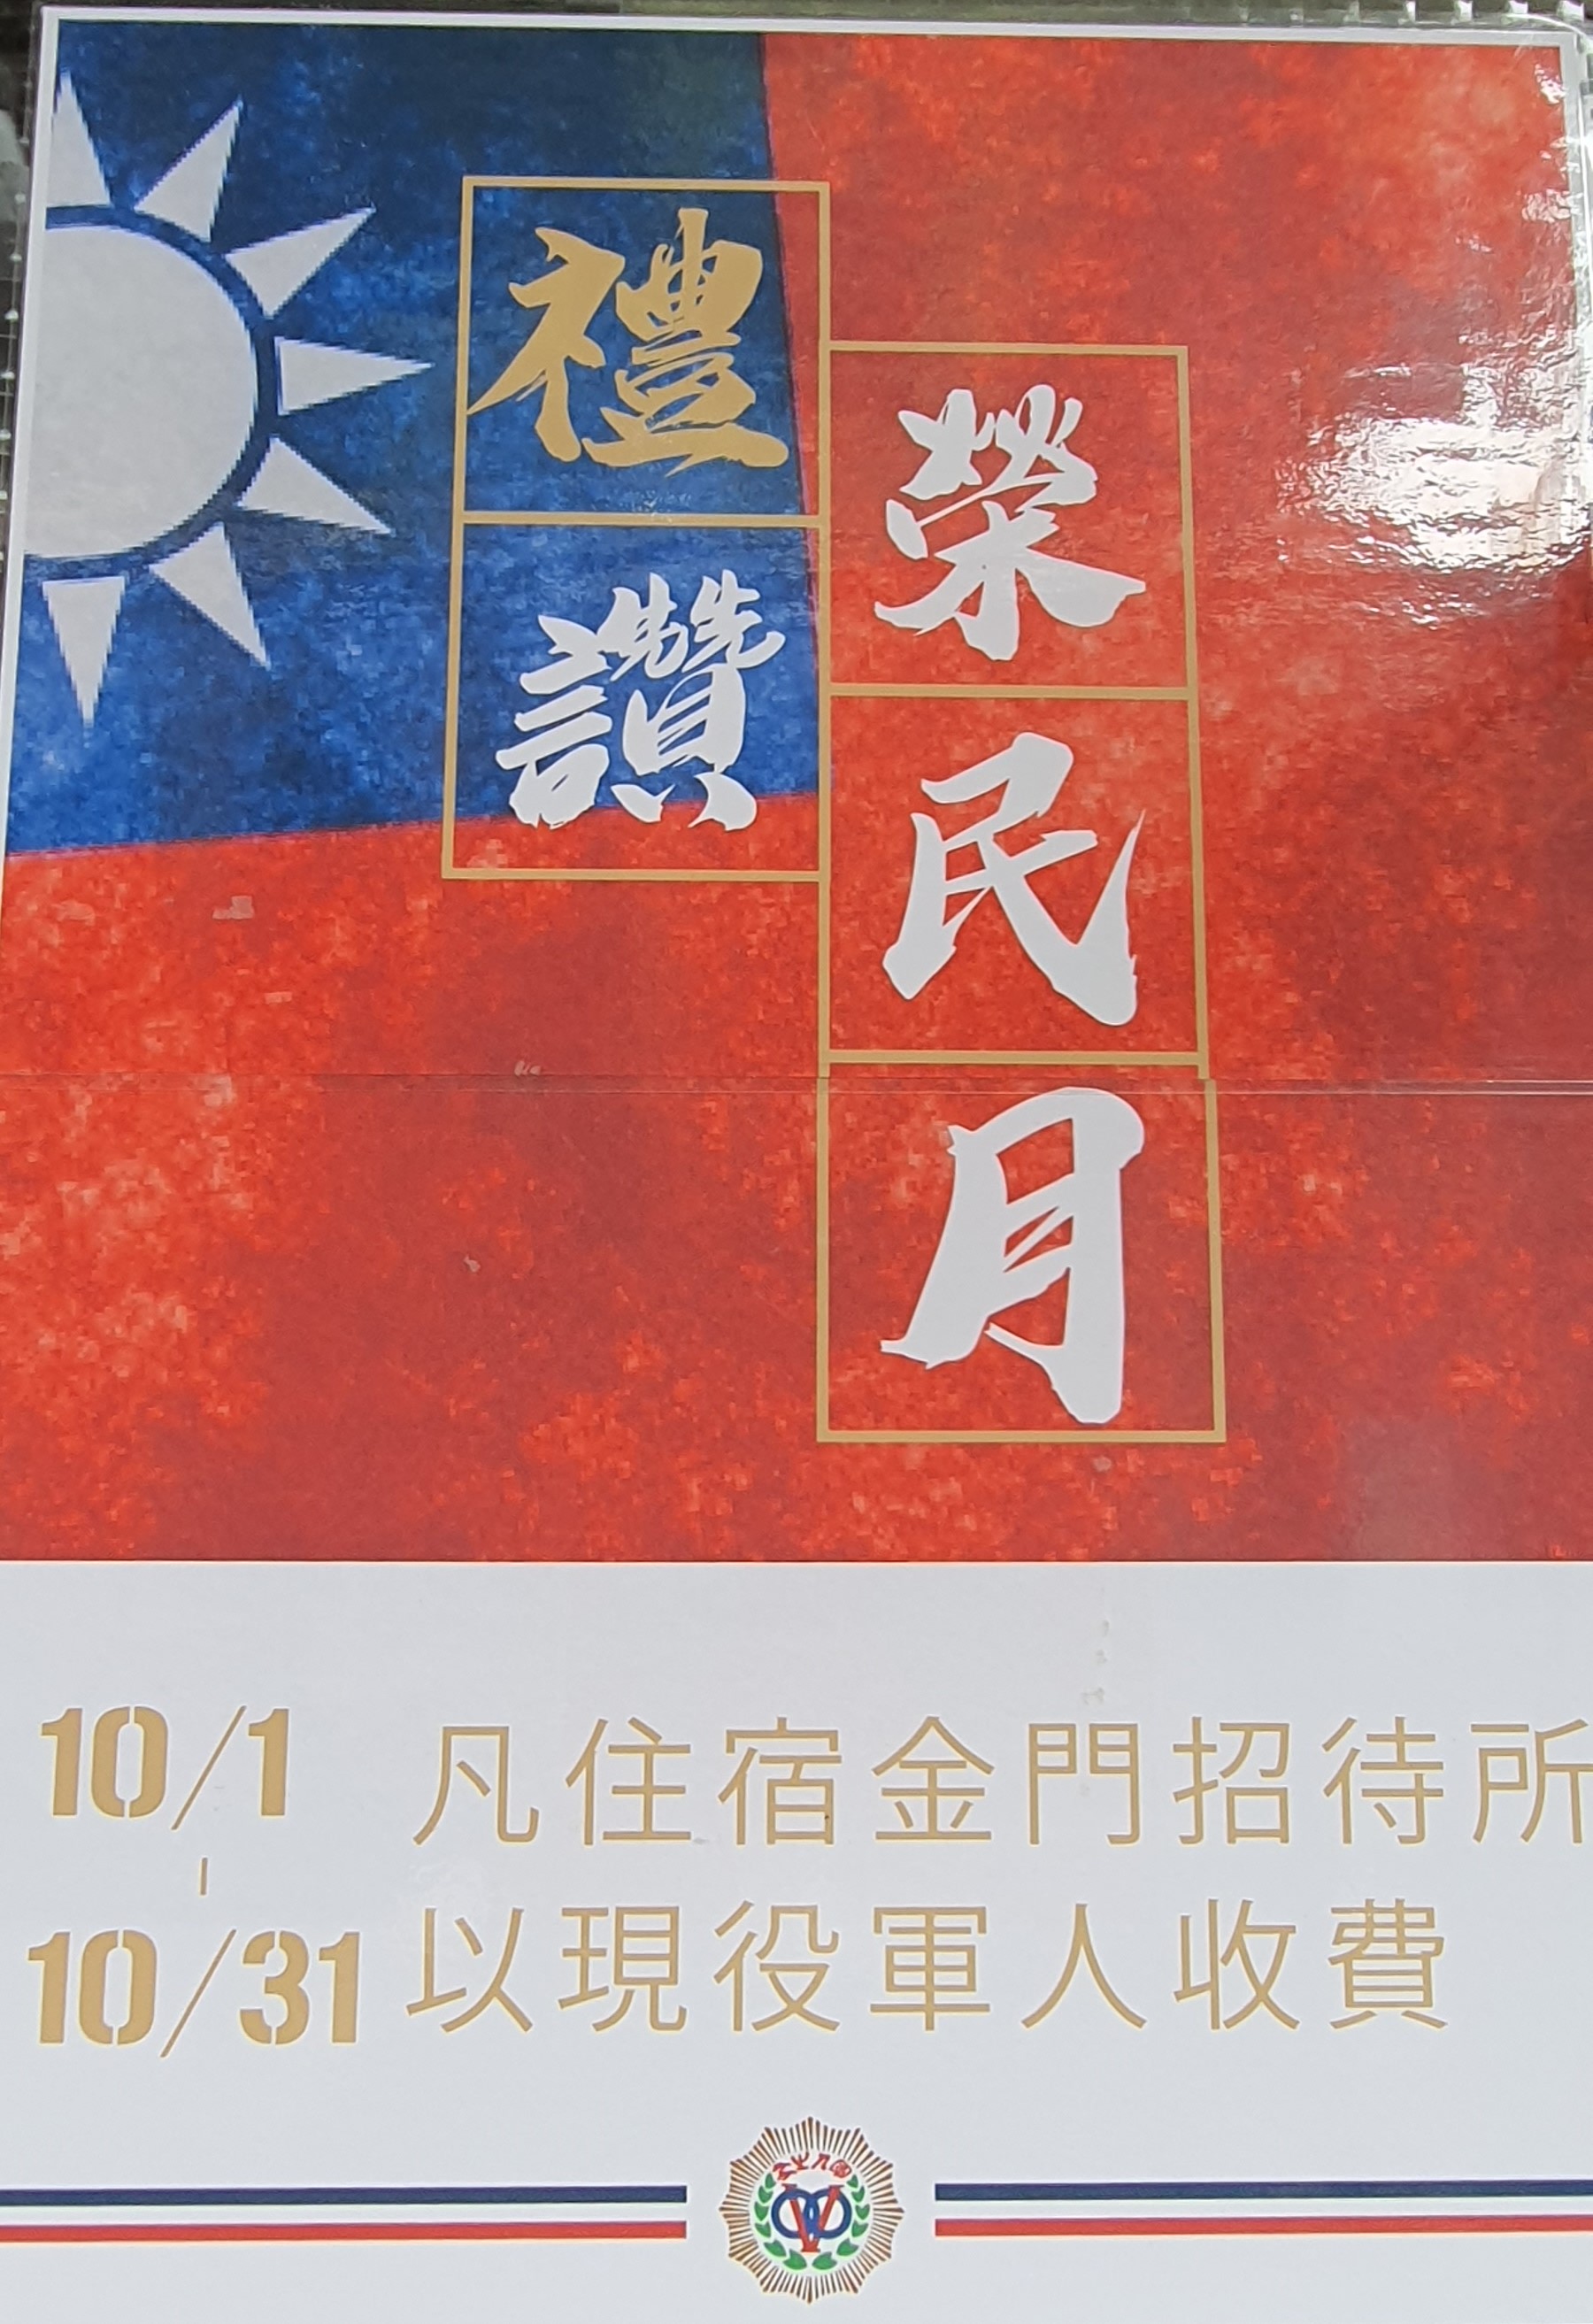 榮民月
禮讚
10/1
-
10/31
凡住宿金門招待所
以現役軍人收費